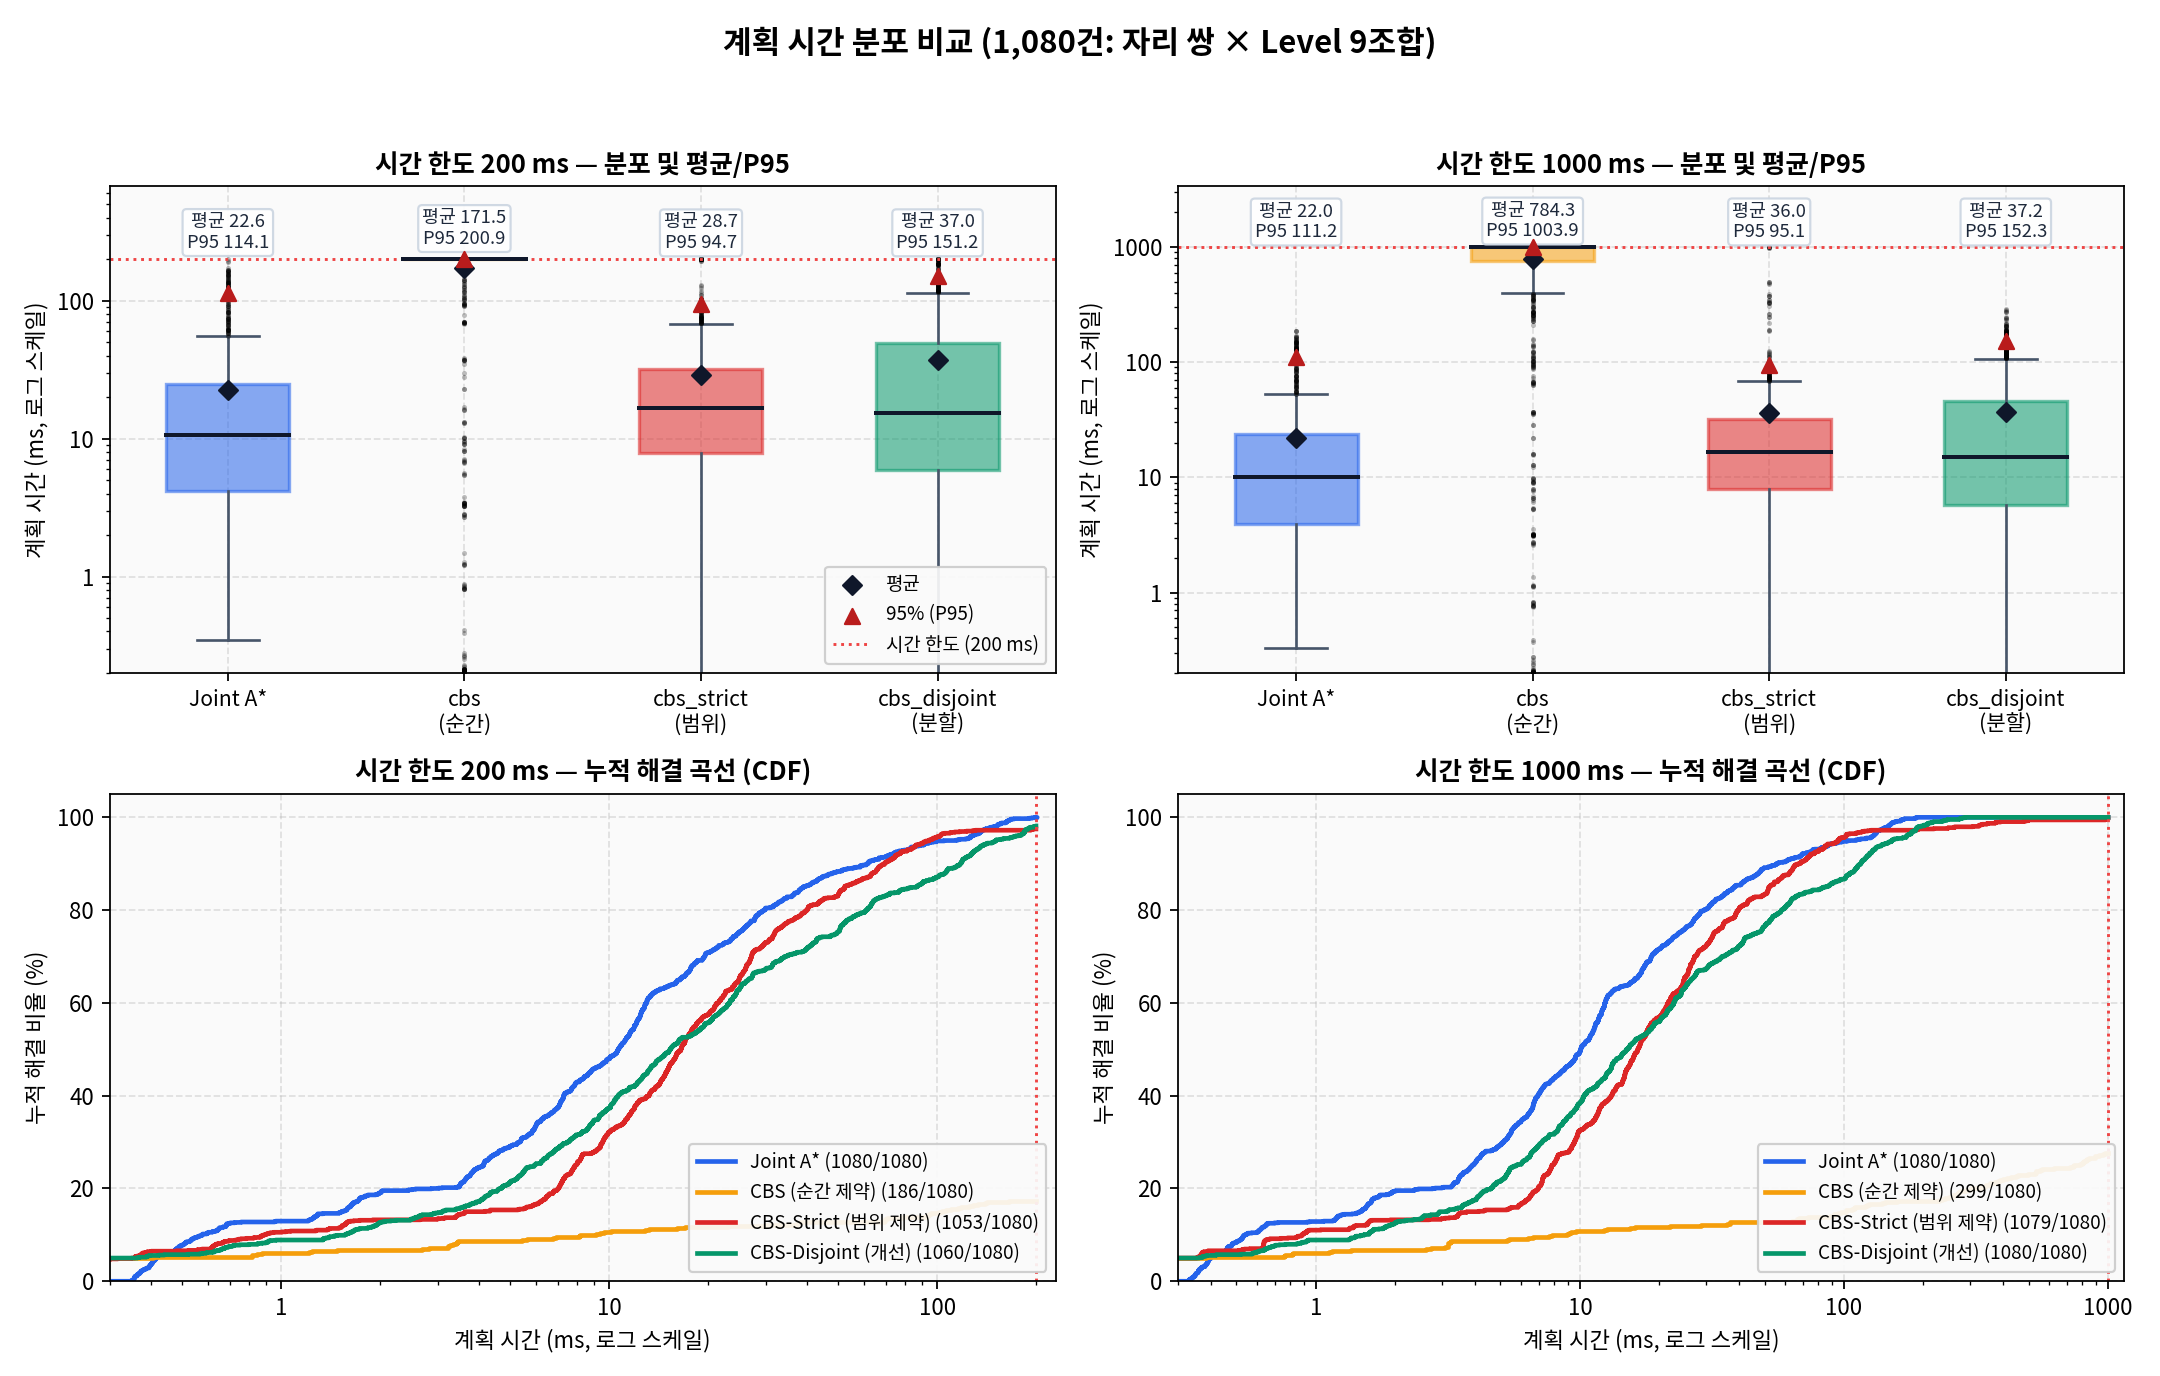 계획 시간 분포 비교 (1,080건: 자리 쌍 × Level 9조합)
시간 한도 200 ms — 분포 및 평균/P95
평균 22.6
P95 114.1
평균 171.5
P95 200.9
평균 28.7
P95 94.7
평균 37.0
P95 151.2
계획 시간 (ms, 로그 스케일)
100
10
1
평균
95% (P95)
시간 한도 (200 ms)
Joint A*
cbs
(순간)
cbs_strict
(범위)
cbs_disjoint
(분할)
시간 한도 1000 ms — 분포 및 평균/P95
평균 22.0
P95 111.2
평균 784.3
P95 1003.9
평균 36.0
P95 95.1
평균 37.2
P95 152.3
계획 시간 (ms, 로그 스케일)
1000
100
10
1
Joint A*
cbs
(순간)
cbs_strict
(범위)
cbs_disjoint
(분할)
시간 한도 200 ms — 누적 해결 곡선 (CDF)
누적 해결 비율 (%)
100
80
60
40
20
0
Joint A* (1080/1080)
CBS (순간 제약) (186/1080)
CBS-Strict (범위 제약) (1053/1080)
CBS-Disjoint (개선) (1060/1080)
1
10
100
계획 시간 (ms, 로그 스케일)
시간 한도 1000 ms — 누적 해결 곡선 (CDF)
누적 해결 비율 (%)
100
80
60
40
20
0
Joint A* (1080/1080)
CBS (순간 제약) (299/1080)
CBS-Strict (범위 제약) (1079/1080)
CBS-Disjoint (개선) (1080/1080)
1
10
100
1000
계획 시간 (ms, 로그 스케일)